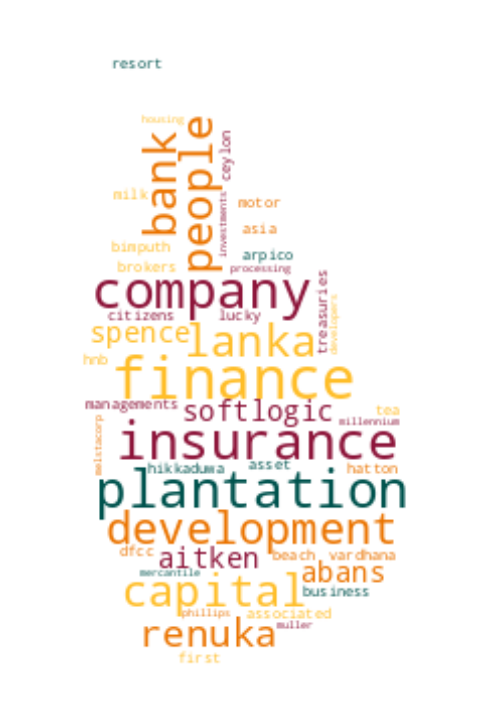 resort
housing
bank
people
ceylon
milk
investments
motor
asia
bimputh
arpico
brokers
processing
company
treasuries
developers
citizens
lucky
spence
lanka
hnb
finance
managements
softlogic
tea
millennium
melstacorp
insurance
hikkaduwa
asset
hatton
plantation
development
dfcc
aitken
beach
vardhana
mercantile
abans
capital
business
phillips
associated
renuka
muller
first